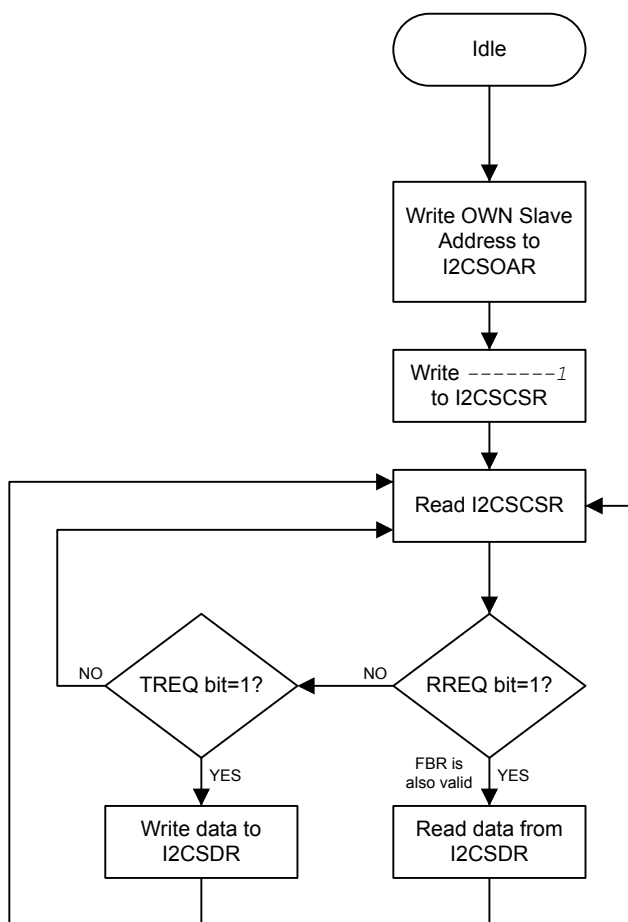 Idle
Write OWN Slave
Address to
I2CSOAR
Write -------1
to I2CSCSR
Read I2CSCSR
NO
TREQ bit=1?
NO
RREQ bit=1?
YES
FBR is
also valid
YES
Write data to
I2CSDR
Read data from
I2CSDR